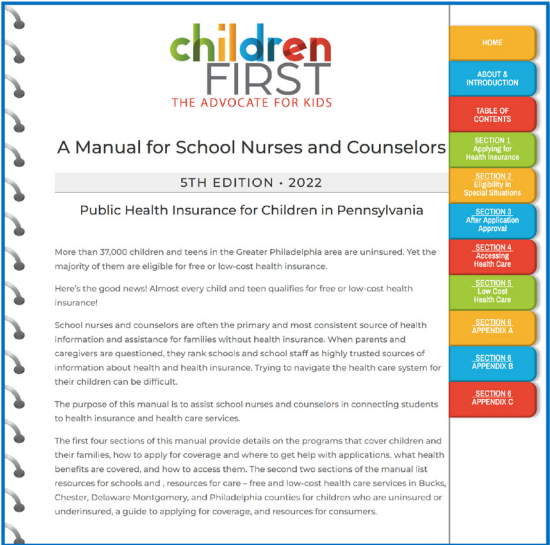 children
FIRST
THE ADVOCATE FOR KIDS
A Manual for School Nurses and Counselors
5TH EDITION • 2022
Public Health Insurance for Children in Pennsylvania
More than 37,000 children and teens in the Greater Philadelphia area are uninsured. Yet the
majority of them are eligible for free or low-cost health insurance.
Here's the good news! Almost every child and teen qualifies for free or low-cost health
insurance!
School nurses and counselors are often the primary and most consistent source of health
information and assistance for families without health insurance. When parents and
caregivers are questioned, they rank schools and school staff as highly trusted sources of
information about health and health insurance. Trying to navigate the health care system for
their children can be difficult.
The purpose of this manual is to assist school nurses and counselors in connecting students
to health insurance and health care services.
The first four sections of this manual provide details on the programs that cover children and
their families, how to apply for coverage and where to get help with applications, what health
benefits are covered, and how to access them. The second two sections of the manual list
resources for schools and , resources for care – free and low-cost health care services in Bucks,
Chester, Delaware Montgomery, and Philadelphia counties for children who are uninsured or
underinsured, a guide to applying for coverage, and resources for consumers.
HOME
ABOUT &
INTRODUCTION
TABLE OF
CONTENTS
SECTION 1
Applying for
Health Insurance
SECTION 2
Eligibility in
Special Situations
SECTION 3
After Application
Approval
SECTION 4
Accessing
Health Care
SECTION 5
Low Cost
Health Care
SECTION 6
APPENDIX A
SECTION 6
APPENDIX B
SECTION 6
APPENDIX C